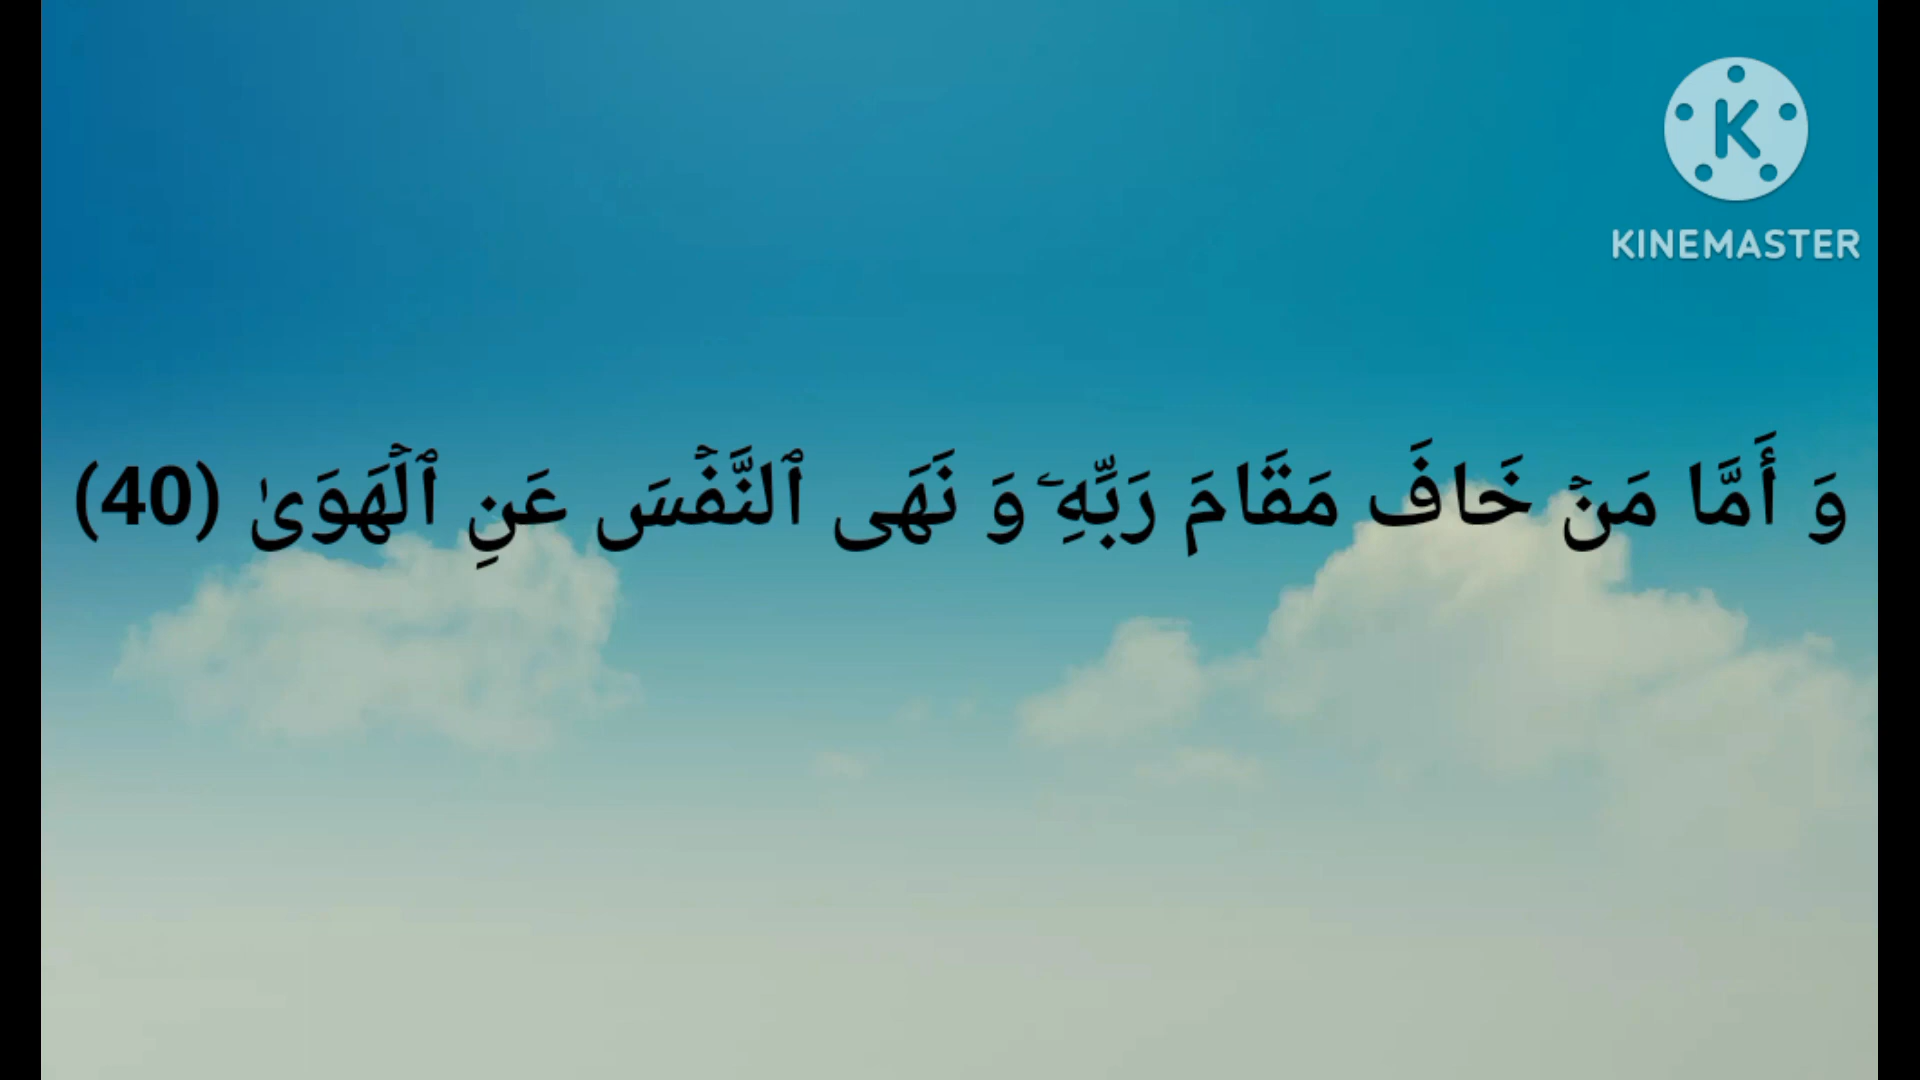 KINEMASTER
وَ أَمَّا مَنۡ خَافَ مَقَامَ رَبِّهِۦ وَ نَهَى ٱلنَّفۡسَ عَنِ ٱلۡهَوَىٰ (40)